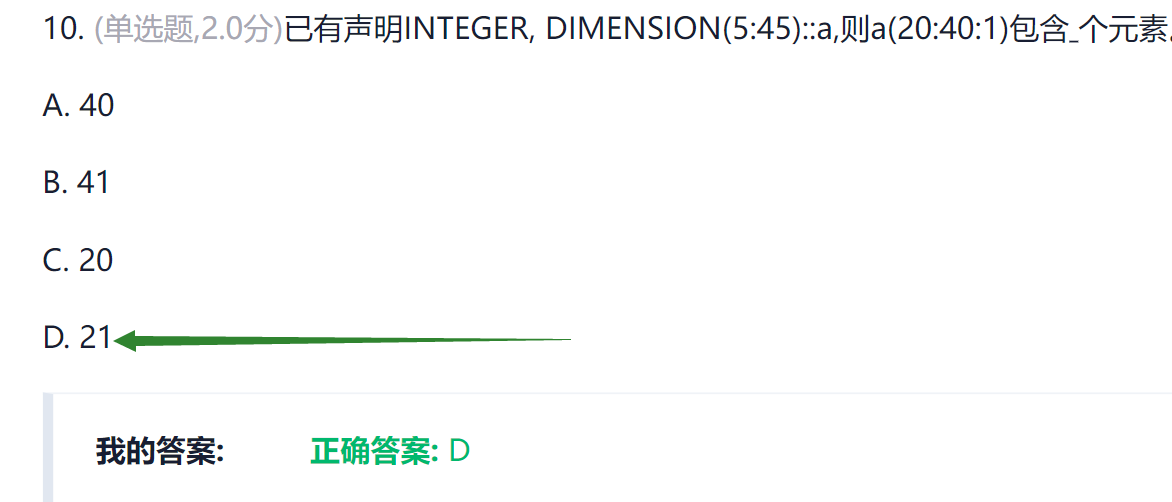 10. (单选题,2.0分)已有声明INTEGER, DIMENSION(5:45)::a,则a(20:40:1)包含_个元素.
A. 40
B. 41
C. 20
D. 21
我的答案: 正确答案: D